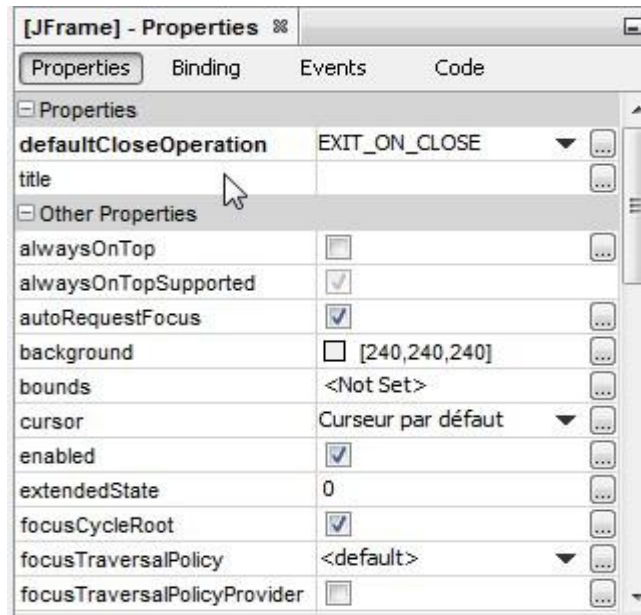 [JFrame] - Properties
Properties Binding Events Code
Properties
defaultCloseOperation EXIT_ON_CLOSE ...
title ...
Other Properties
alwaysOnTop ...
alwaysOnTopSupported
autoRequestFocus ...
background [240,240,240] ...
bounds <Not Set> ...
cursor Curseur par défaut ...
enabled ...
extendedState 0 ...
focusCycleRoot ...
focusTraversalPolicy <default> ...
focusTraversalPolicyProvider ...